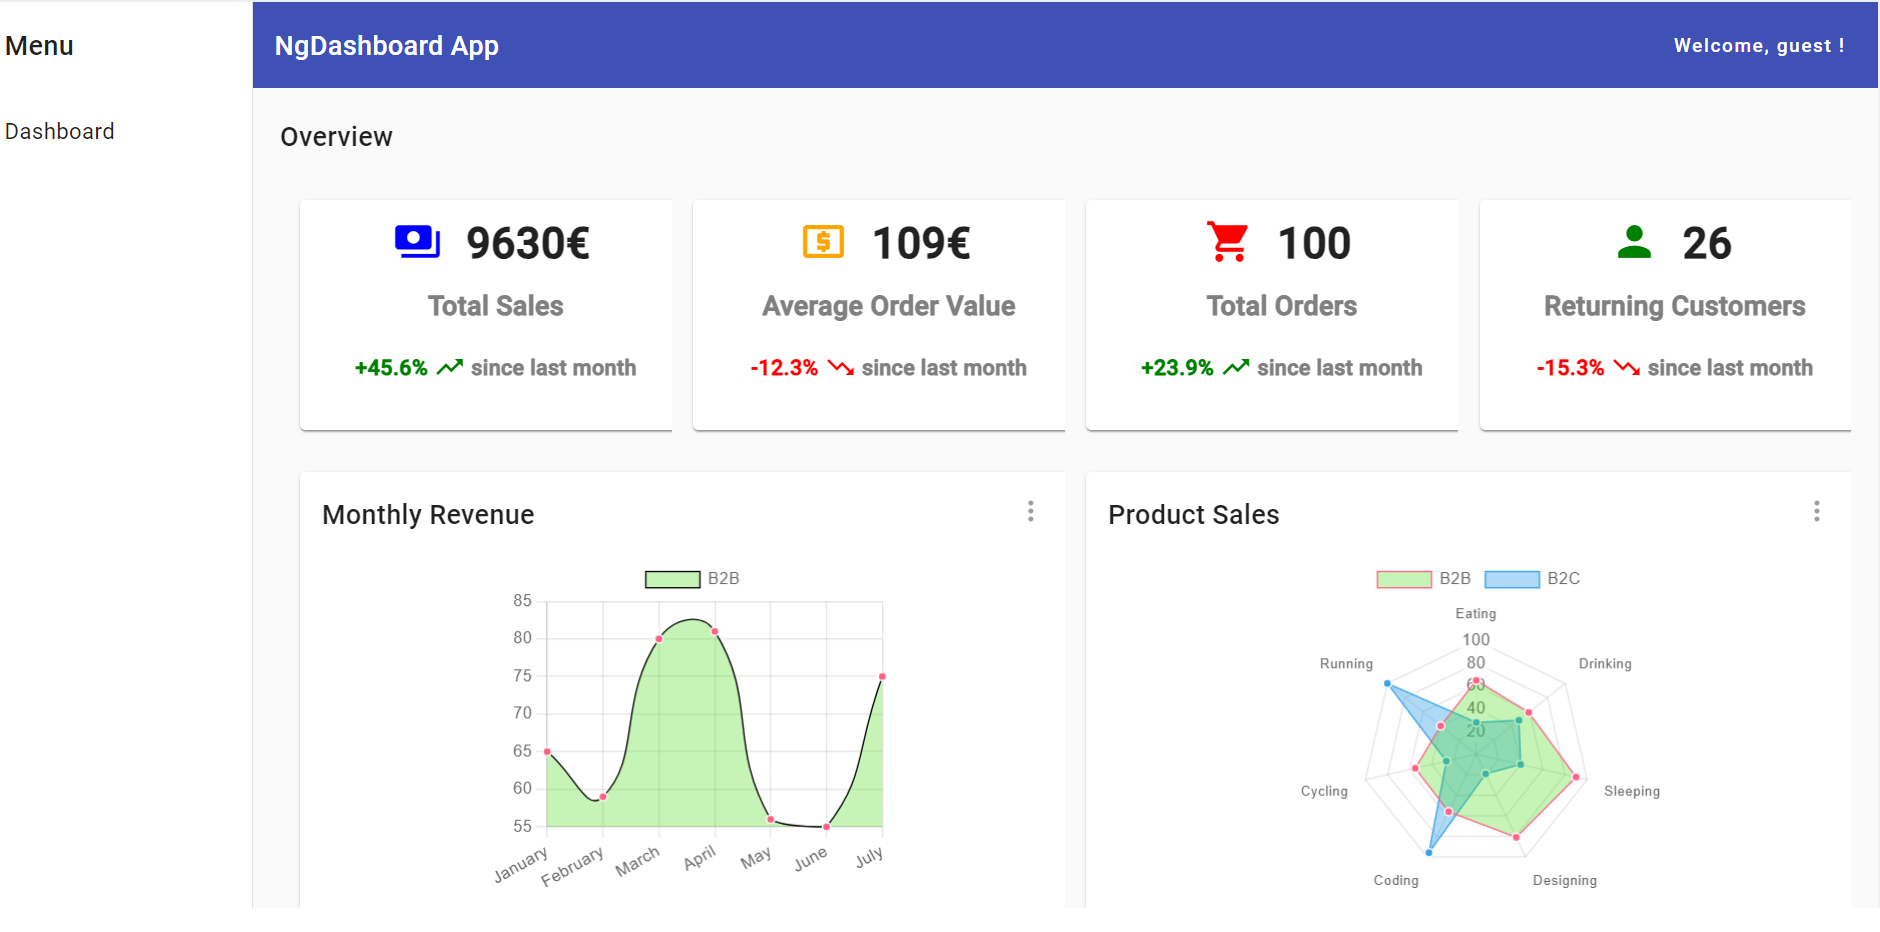 Menu
NgDashboard App
Welcome, guest !
Dashboard
Overview
9630€
Total Sales
+45.6% since last month
109€
Average Order Value
-12.3% since last month
100
Total Orders
+23.9% since last month
26
Returning Customers
-15.3% since last month
Monthly Revenue
B2B
85
80
75
70
65
60
55
January
February
March
April
May
June
July
Product Sales
B2B
B2C
Eating
100
80
60
40
20
Running
Drinking
Cycling
Sleeping
Coding
Designing